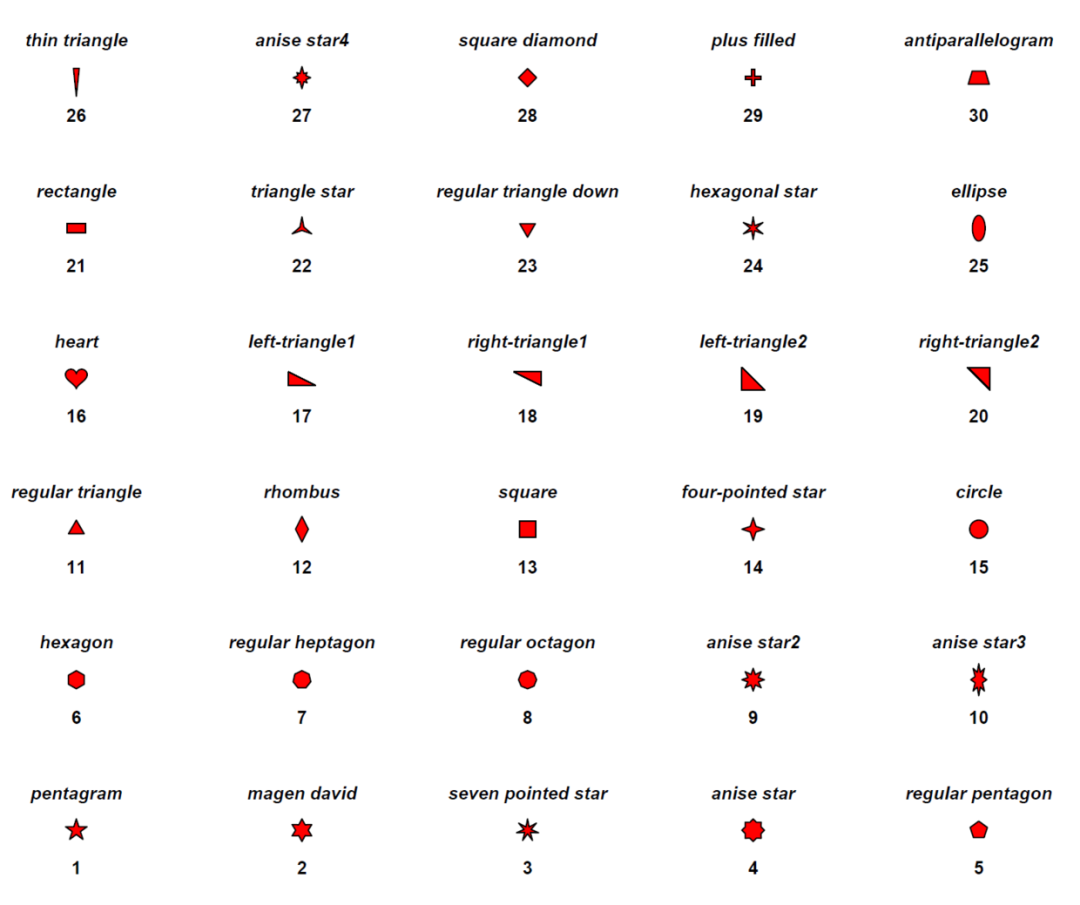 thin triangle anise star4 square diamond plus filled antiparallelogram
26 27 28 29 30
rectangle triangle star regular triangle down hexagonal star ellipse
21 22 23 24 25
heart left-triangle1 right-triangle1 left-triangle2 right-triangle2
16 17 18 19 20
regular triangle rhombus square four-pointed star circle
11 12 13 14 15
hexagon regular heptagon regular octagon anise star2 anise star3
6 7 8 9 10
pentagram magen david seven pointed star anise star regular pentagon
1 2 3 4 5